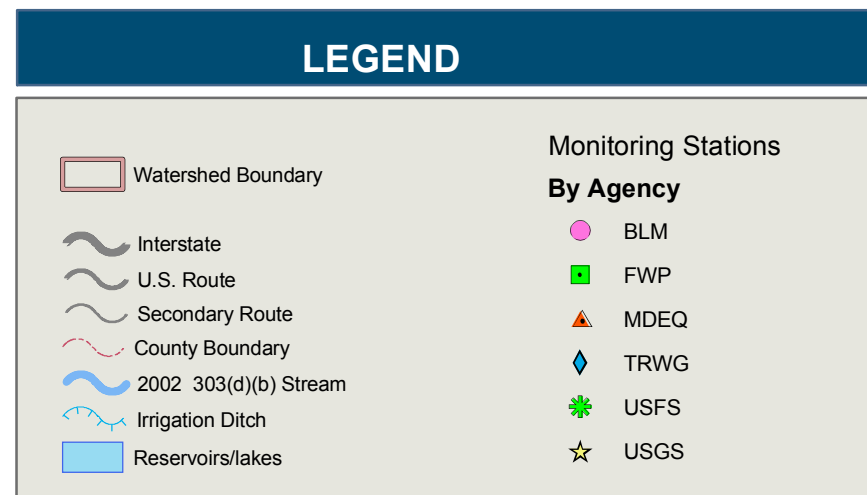 LEGEND
Watershed Boundary
Interstate
U.S. Route
Secondary Route
County Boundary
2002 303(d)(b) Stream
Irrigation Ditch
Reservoirs/lakes
Monitoring Stations
By Agency
BLM
FWP
MDEQ
TRWG
USFS
USGS